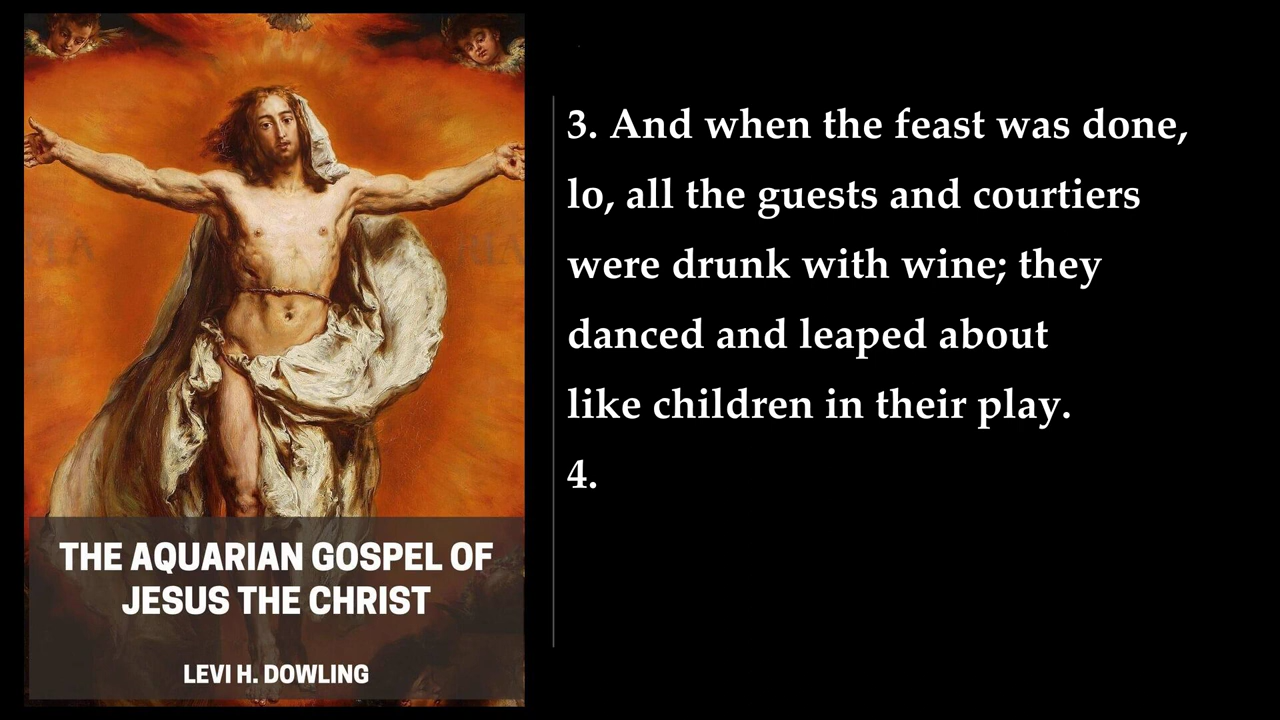 3. And when the feast was done,
lo, all the guests and courtiers
were drunk with wine; they
danced and leaped about
like children in their play.
4.
THE AQUARIAN GOSPEL OF
JESUS THE CHRIST
LEVI H. DOWLING